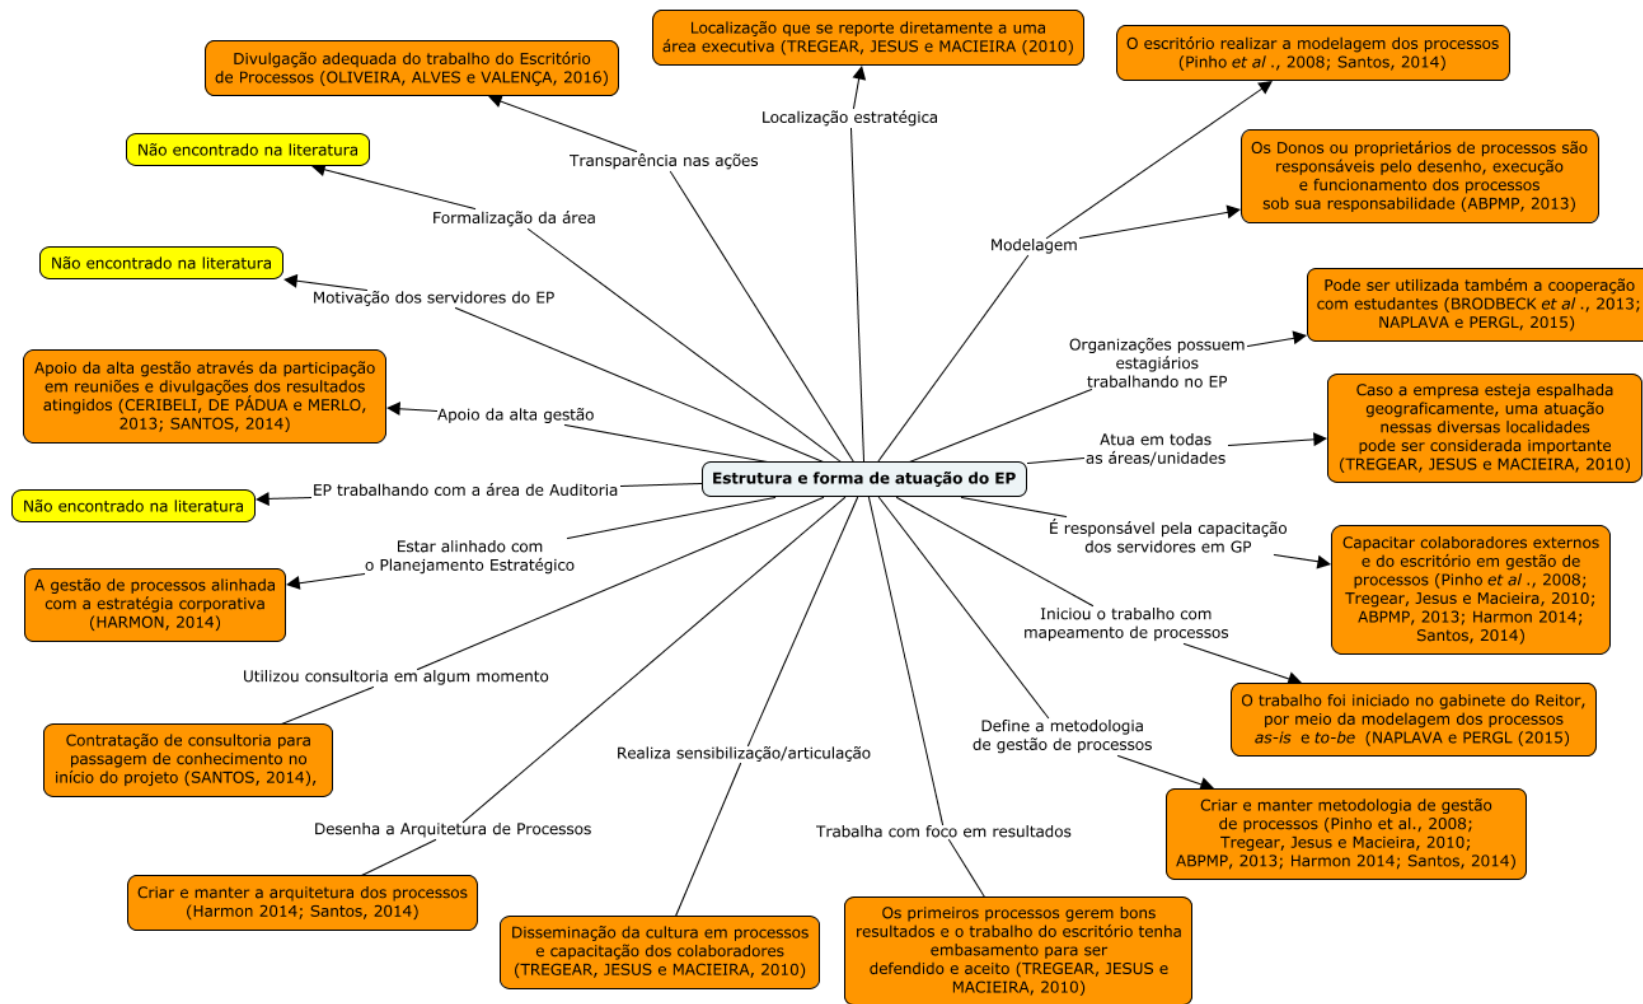 Localização que se reporte diretamente a uma
área executiva (TREGEAR, JESUS e MACIEIRA (2010)
O escritório realizar a modelagem dos processos
(Pinho et al ., 2008; Santos, 2014)
Divulgação adequada do trabalho do Escritório
de Processos (OLIVEIRA, ALVES e VALENÇA, 2016)
Localização estratégica
Não encontrado na literatura
Transparência nas ações
Os Donos ou proprietários de processos são
responsáveis pelo desenho, execução
e funcionamento dos processos
sob sua responsabilidade (ABPMP, 2013)
Formalização da área
Modelagem
Não encontrado na literatura
Motivação dos servidores do EP
Pode ser utilizada também a cooperação
com estudantes (BRODBECK et al ., 2013;
NAPLAVA e PERGL, 2015)
Organizações possuem
estagiários
trabalhando no EP
Apoio da alta gestão através da participação
em reuniões e divulgações dos resultados
atingidos (CERIBELI, DE PÁDUA e MERLO,
2013; SANTOS, 2014)
Apoio da alta gestão
Caso a empresa esteja espalhada
geograficamente, uma atuação
nessas diversas localidades
pode ser considerada importante
(TREGEAR, JESUS e MACIEIRA, 2010)
Atua em todas
as áreas/unidades
Estrutura e forma de atuação do EP
EP trabalhando com a área de Auditoria
Não encontrado na literatura
É responsável pela capacitação
dos servidores em GP
Estar alinhado com
o Planejamento Estratégico
Capacitar colaboradores externos
e do escritório em gestão de
processos (Pinho et al ., 2008;
Tregear, Jesus e Macieira, 2010;
ABPMP, 2013; Harmon 2014;
Santos, 2014)
A gestão de processos alinhada
com a estratégia corporativa
(HARMON, 2014)
Iniciou o trabalho com
mapeamento de processos
Utilizou consultoria em algum momento
O trabalho foi iniciado no gabinete do Reitor,
por meio da modelagem dos processos
as-is e to-be (NAPLAVA e PERGL (2015)
Contratação de consultoria para
passagem de conhecimento no
início do projeto (SANTOS, 2014),
Define a metodologia
de gestão de processos
Realiza sensibilização/articulação
Desenha a Arquitetura de Processos
Trabalha com foco em resultados
Criar e manter metodologia de gestão
de processos (Pinho et al., 2008;
Tregear, Jesus e Macieira, 2010;
ABPMP, 2013; Harmon 2014; Santos, 2014)
Criar e manter a arquitetura dos processos
(Harmon 2014; Santos, 2014)
Disseminação da cultura em processos
e capacitação dos colaboradores
(TREGEAR, JESUS e MACIEIRA, 2010)
Os primeiros processos gerem bons
resultados e o trabalho do escritório tenha
embasamento para ser
defendido e aceito (TREGEAR, JESUS e
MACIEIRA, 2010)